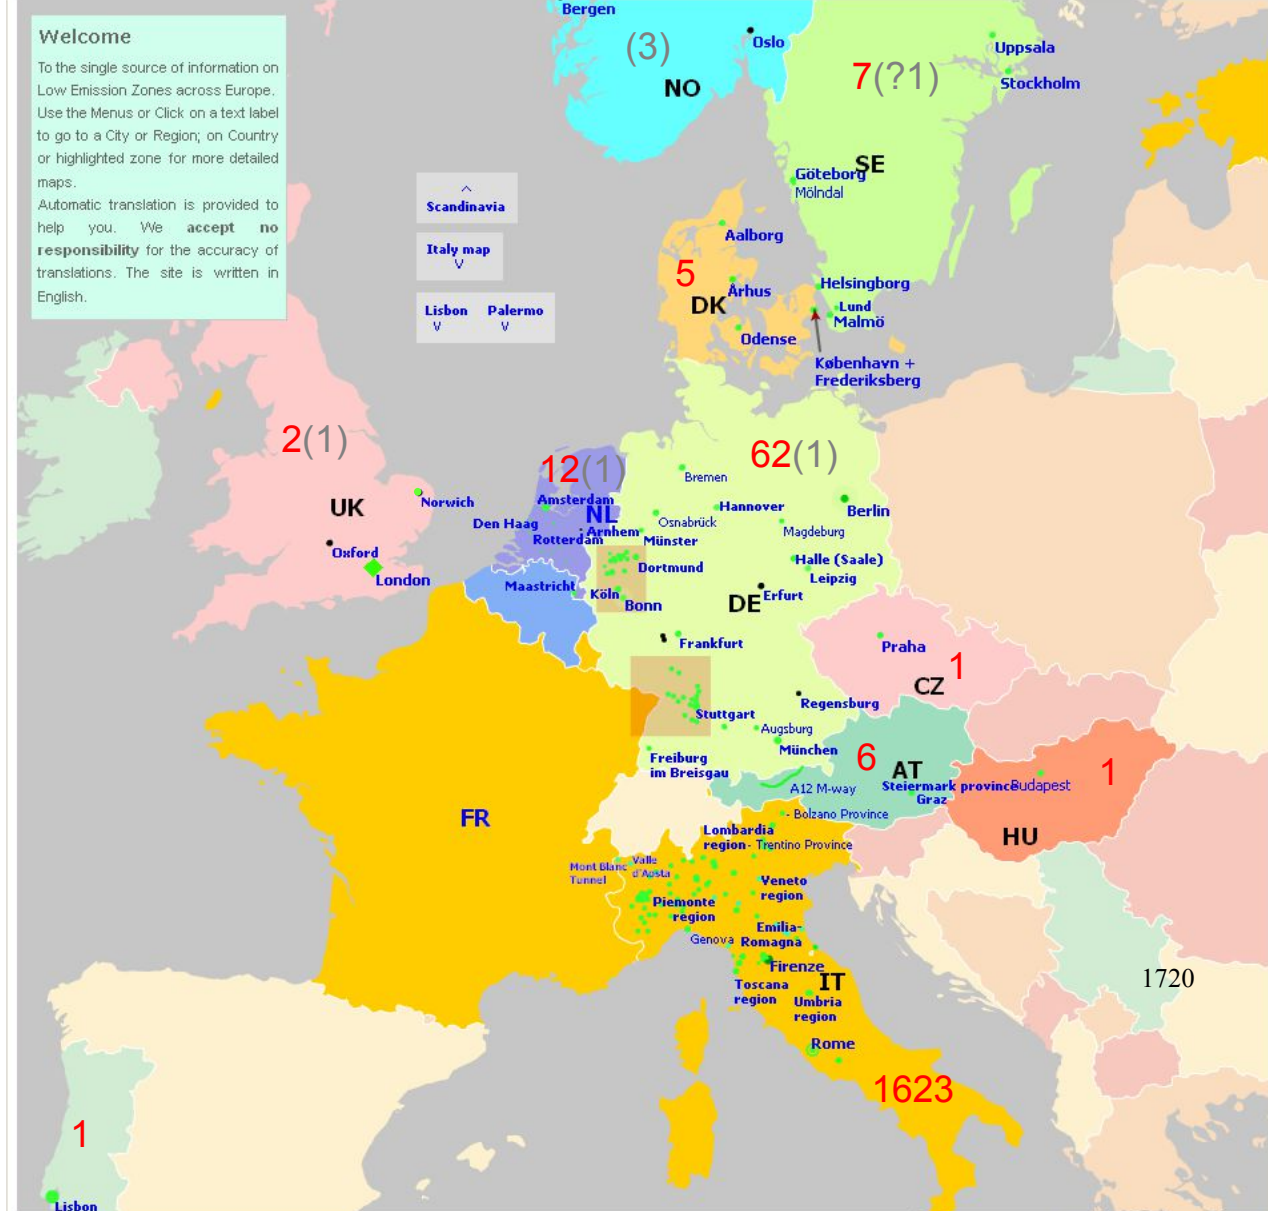 Welcome
To the single source of information on
Low Emission Zones across Europe.
Use the Menus or Click on a text label
to go to a City or Region; on Country
or highlighted zone for more detailed
maps.
Automatic translation is provided to
help you. We accept no
responsibility for the accuracy of
translations. The site is written in
English.
Bergen
(3)
Oslo
NO
7(?1)
Uppsala
Stockholm
SE
Göteborg
Mölndal
^
Scandinavia
Italy map
V
Lisbon Palermo
V V
Aalborg
5
Århus
DK
Odense
Helsingborg
Lund
Malmö
København +
Frederiksberg
2(1)
UK
Norwich
Oxford
London
12(1)
Amsterdam
NL
Den Haag
Arnhem
Rotterdam
Maastricht
62(1)
Bremen
Hannover
Berlin
Osnabrück
Magdeburg
Münster
Halle (Saale)
Dortmund
Leipzig
Köln
Bonn
DE
Erfurt
Frankfurt
Regensburg
Stuttgart
Augsburg
München
Freiburg
im Breisgau
Praha
1
CZ
6
AT
Steiermark province
Graz
A12 M-way
Budapest
1
HU
FR
- Bolzano Province
Lombardia
region
- Trentino Province
Mont Blanc
Tunnel
Valle
d'Aosta
Veneto
region
Piemonte
region
Emilia-
Romagna
Genova
Firenze
Toscana
region
IT
Umbria
region
Rome
1720
1623
1
Lisbon